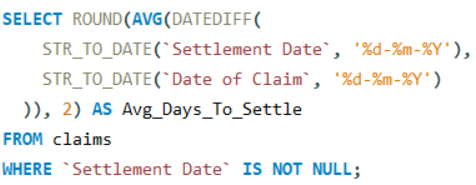 SELECT ROUND(AVG(DATEDIFF(
    STR_TO_DATE(`Settlement Date`, '%d-%m-%Y'),
    STR_TO_DATE(`Date of Claim`, '%d-%m-%Y')
  )), 2) AS Avg_Days_To_Settle
FROM claims
WHERE `Settlement Date` IS NOT NULL;